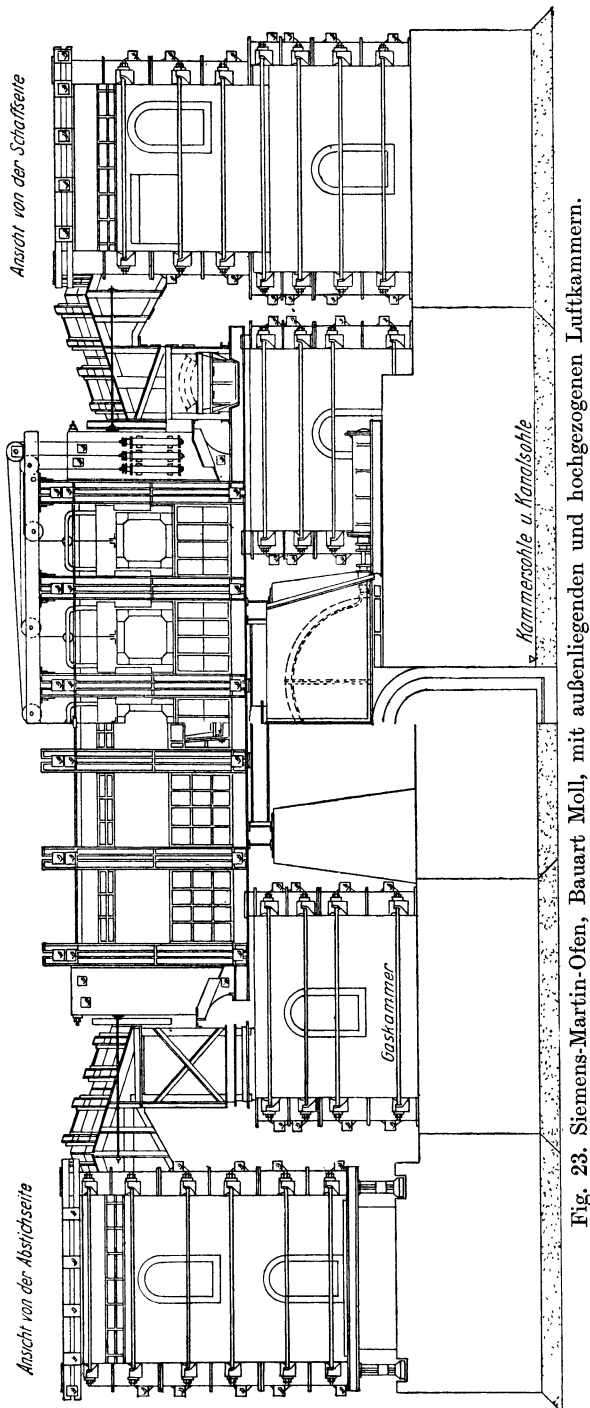 Ansicht von der Abstichseite
Ansicht von der Schaffseite
Gaskammer
Kammersohle u. Kanalsohle
Fig. 23. Siemens-Martin-Ofen, Bauart Moll, mit außenliegenden und hochgezogenen Luftkammern.